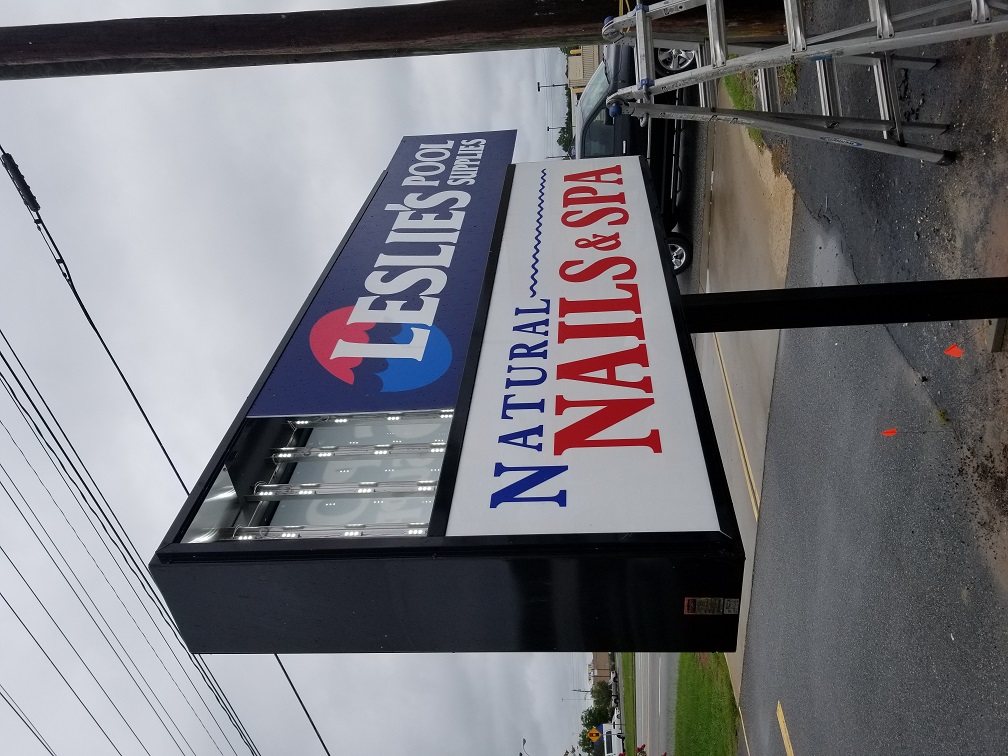 LESLIE'S POOL
SUPPLIES
NATURAL
NAILS & SPA